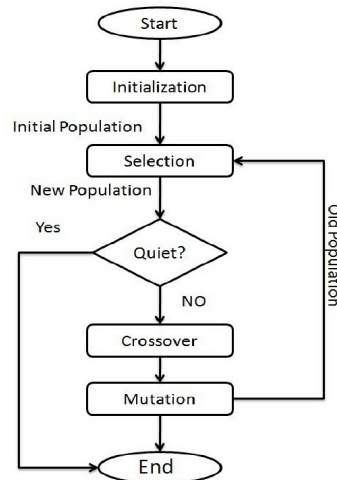 Start
Initialization
Initial Population
Selection
New Population
Yes
Quiet?
Old Population
NO
Crossover
Mutation
End